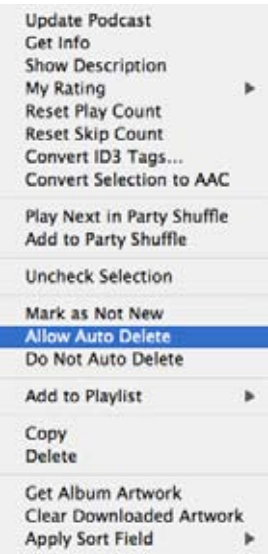 Update Podcast
Get Info
Show Description
My Rating
Reset Play Count
Reset Skip Count
Convert ID3 Tags...
Convert Selection to AAC
Play Next in Party Shuffle
Add to Party Shuffle
Uncheck Selection
Mark as Not New
Allow Auto Delete
Do Not Auto Delete
Add to Playlist
Copy
Delete
Get Album Artwork
Clear Downloaded Artwork
Apply Sort Field